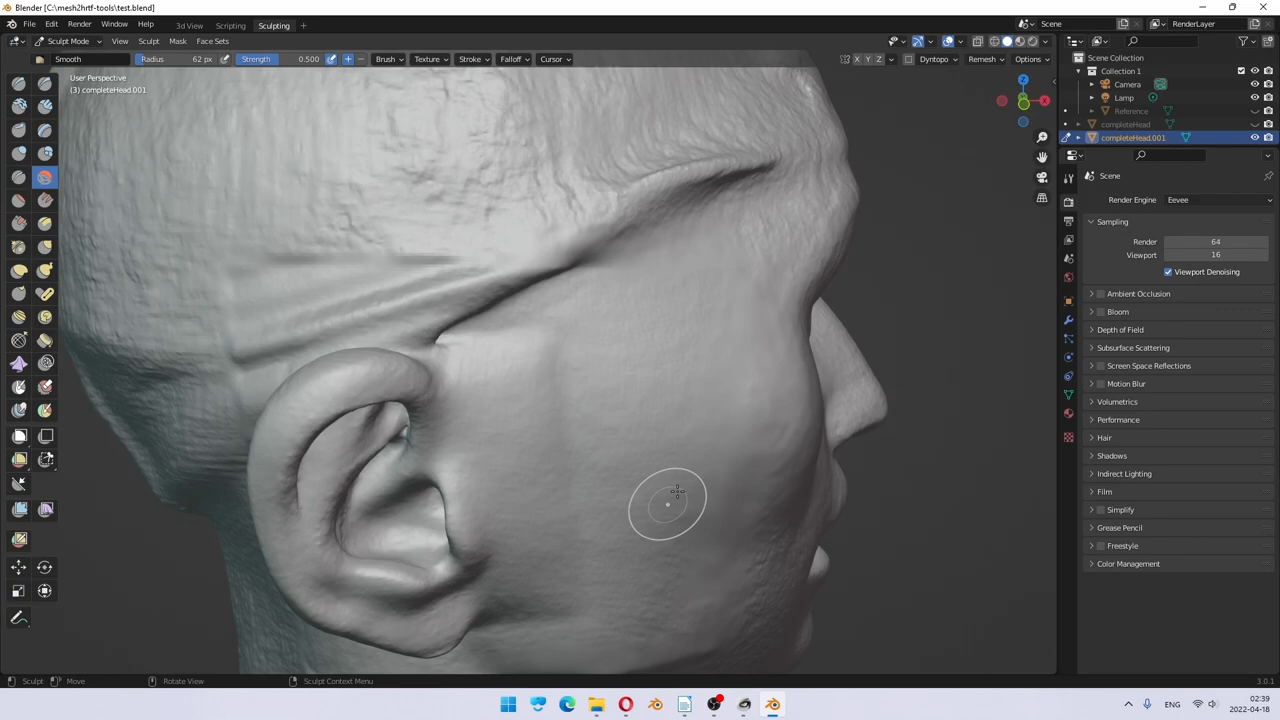 Blender [C:\mesh2hrtf-tools\test.blend]
File Edit Render Window Help 3d View Scripting Sculpting + Scene RenderLayer
Sculpt Mode View Sculpt Mask Face Sets
Smooth Radius 62 px Strength 0.500 Brush Texture Stroke Falloff Cursor X Y Z Dyntopo Remesh Options
User Perspective
(3) completeHead.001
Z
X
Scene Collection
Collection 1
Camera
Lamp
Reference
completeHead
completeHead.001
Scene
Render Engine Eevee
Sampling
Render 64
Viewport 16
Viewport Denoising
Ambient Occlusion
Bloom
Depth of Field
Subsurface Scattering
Screen Space Reflections
Motion Blur
Volumetrics
Performance
Hair
Shadows
Indirect Lighting
Film
Simplify
Grease Pencil
Freestyle
Color Management
Sculpt Move Rotate View Sculpt Context Menu 3.0.1
ENG 02:39
2022-04-18